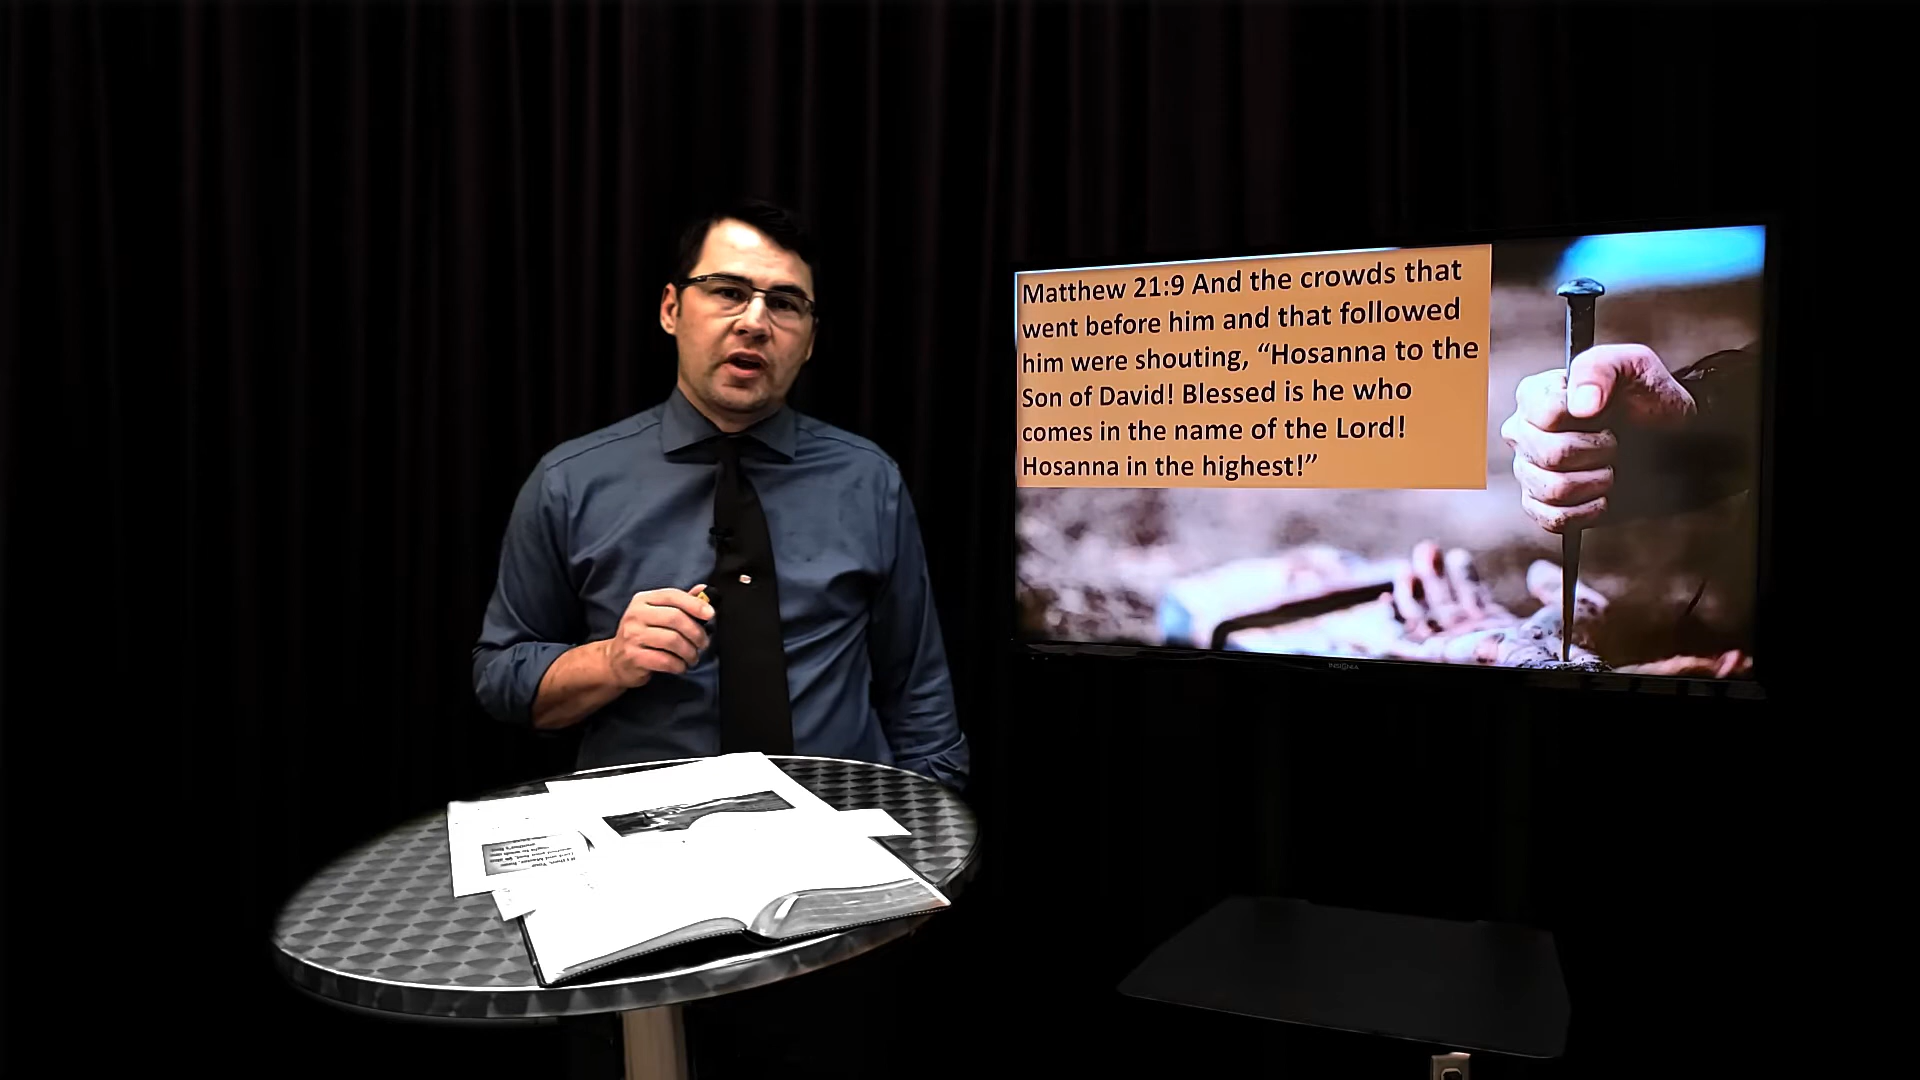 Matthew 21:9 And the crowds that
went before him and that followed
him were shouting, “Hosanna to the
Son of David! Blessed is he who
comes in the name of the Lord!
Hosanna in the highest!”
INSIGNIA